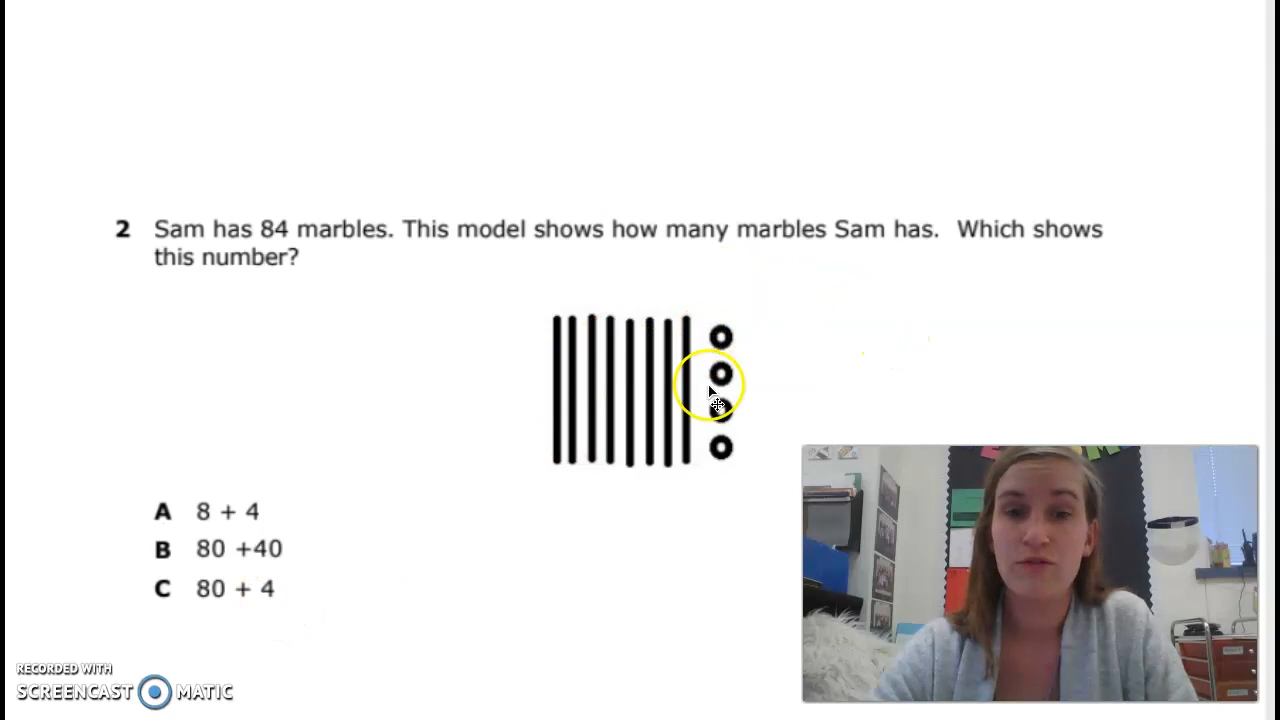 2 Sam has 84 marbles. This model shows how many marbles Sam has. Which shows
this number?
A 8 + 4
B 80 +40
C 80 + 4
RECORDED WITH
SCREENCAST MATIC